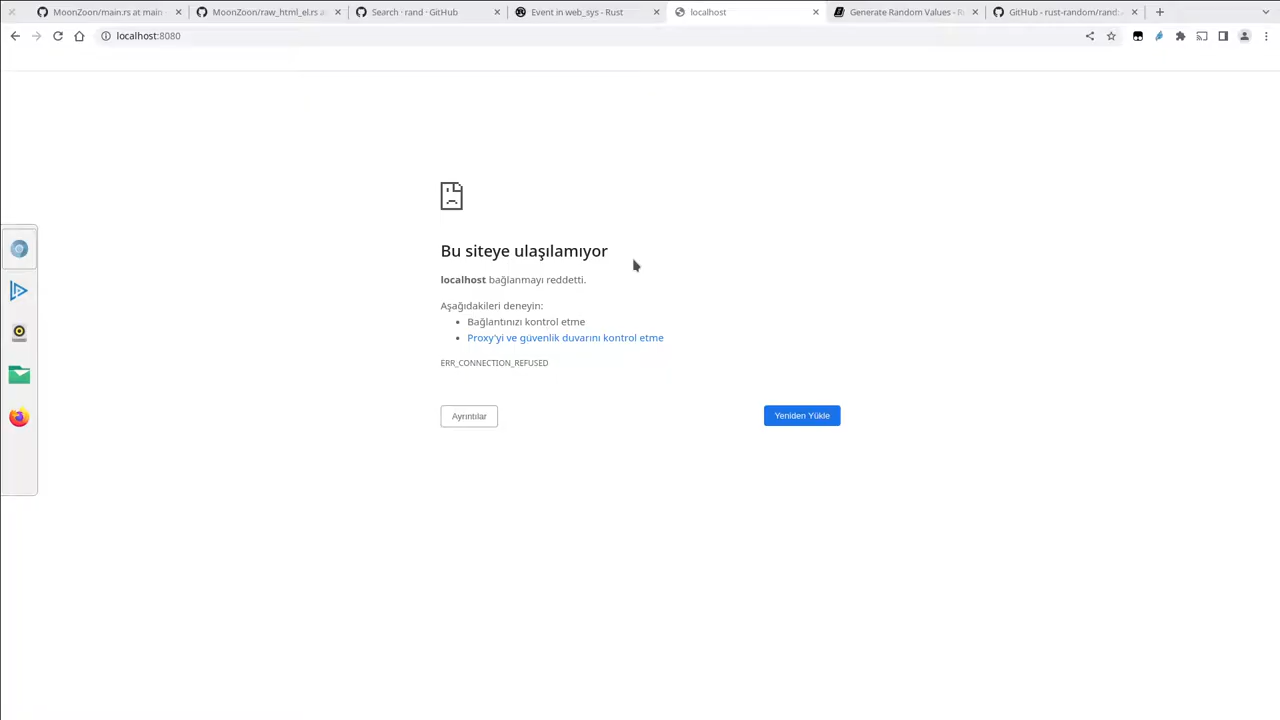 MoonZoon/main.rs at main ·
MoonZoon/raw_html_el.rs a
Search · rand · GitHub
Event in web_sys - Rust
localhost
Generate Random Values - R
GitHub - rust-random/rand:
localhost:8080
Bu siteye ulaşılamıyor
localhost bağlanmayı reddetti.
Aşağıdakileri deneyin:
• Bağlantınızı kontrol etme
• Proxy'yi ve güvenlik duvarını kontrol etme
ERR_CONNECTION_REFUSED
Ayrıntılar
Yeniden Yükle